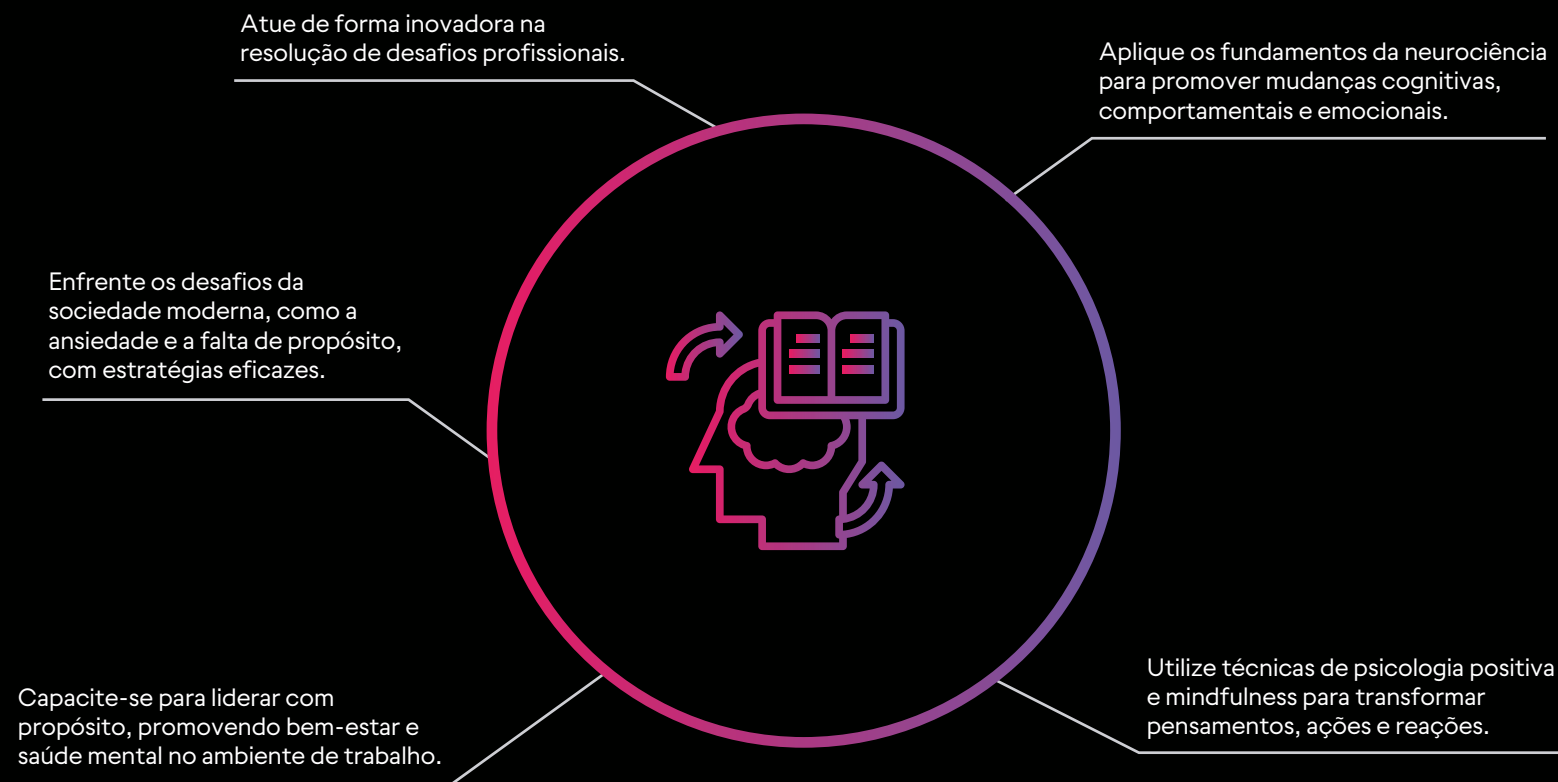 Atue de forma inovadora na
resolução de desafios profissionais.
Aplique os fundamentos da neurociência
para promover mudanças cognitivas,
comportamentais e emocionais.
Enfrente os desafios da
sociedade moderna, como a
ansiedade e a falta de propósito,
com estratégias eficazes.
Utilize técnicas de psicologia positiva
e mindfulness para transformar
pensamentos, ações e reações.
Capacite-se para liderar com
propósito, promovendo bem-estar e
saúde mental no ambiente de trabalho.